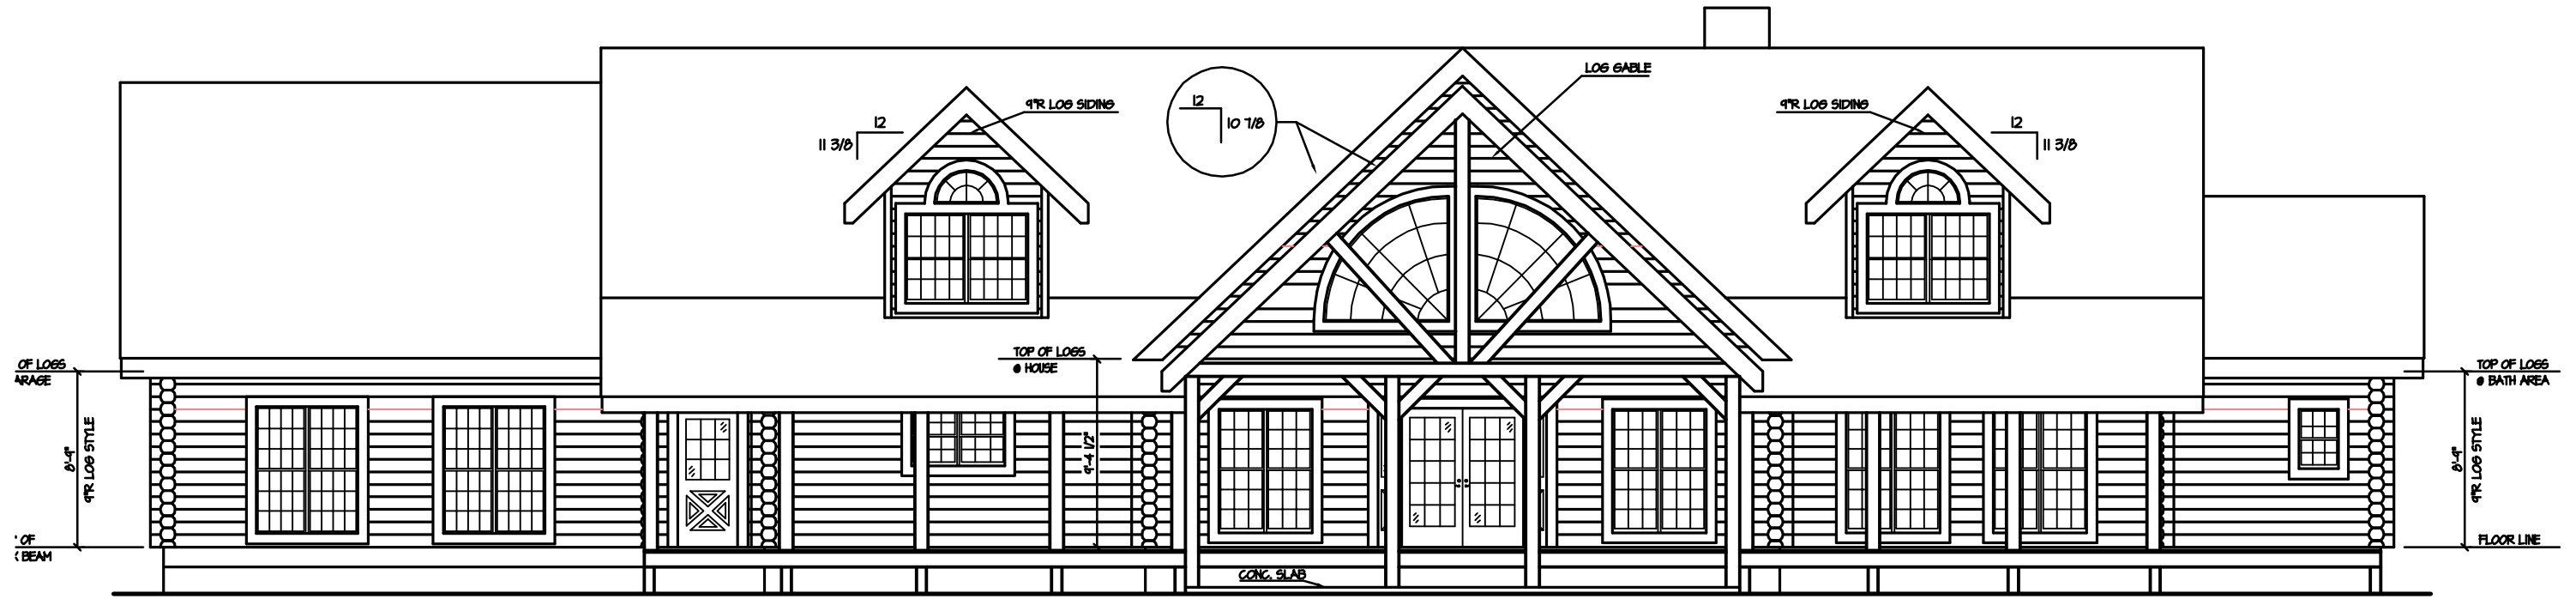 LOG GABLE
12
10 7/8
9"R LOG SIDING
12
11 3/8
9"R LOG SIDING
12
11 3/8
OF LOGS
ARAGE
TOP OF LOGS
@ HOUSE
TOP OF LOGS
@ BATH AREA
8'-9"
9"R LOG STYLE
9'-4 1/2"
8'-9"
9"R LOG STYLE
OF
BEAM
FLOOR LINE
CONC. SLAB